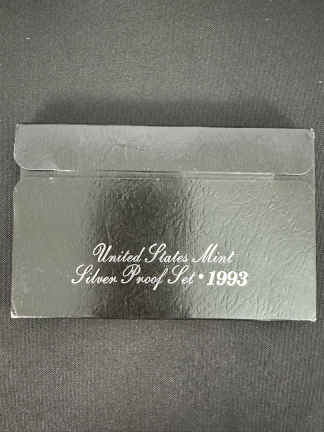 United States Mint
Silver Proof Set • 1993